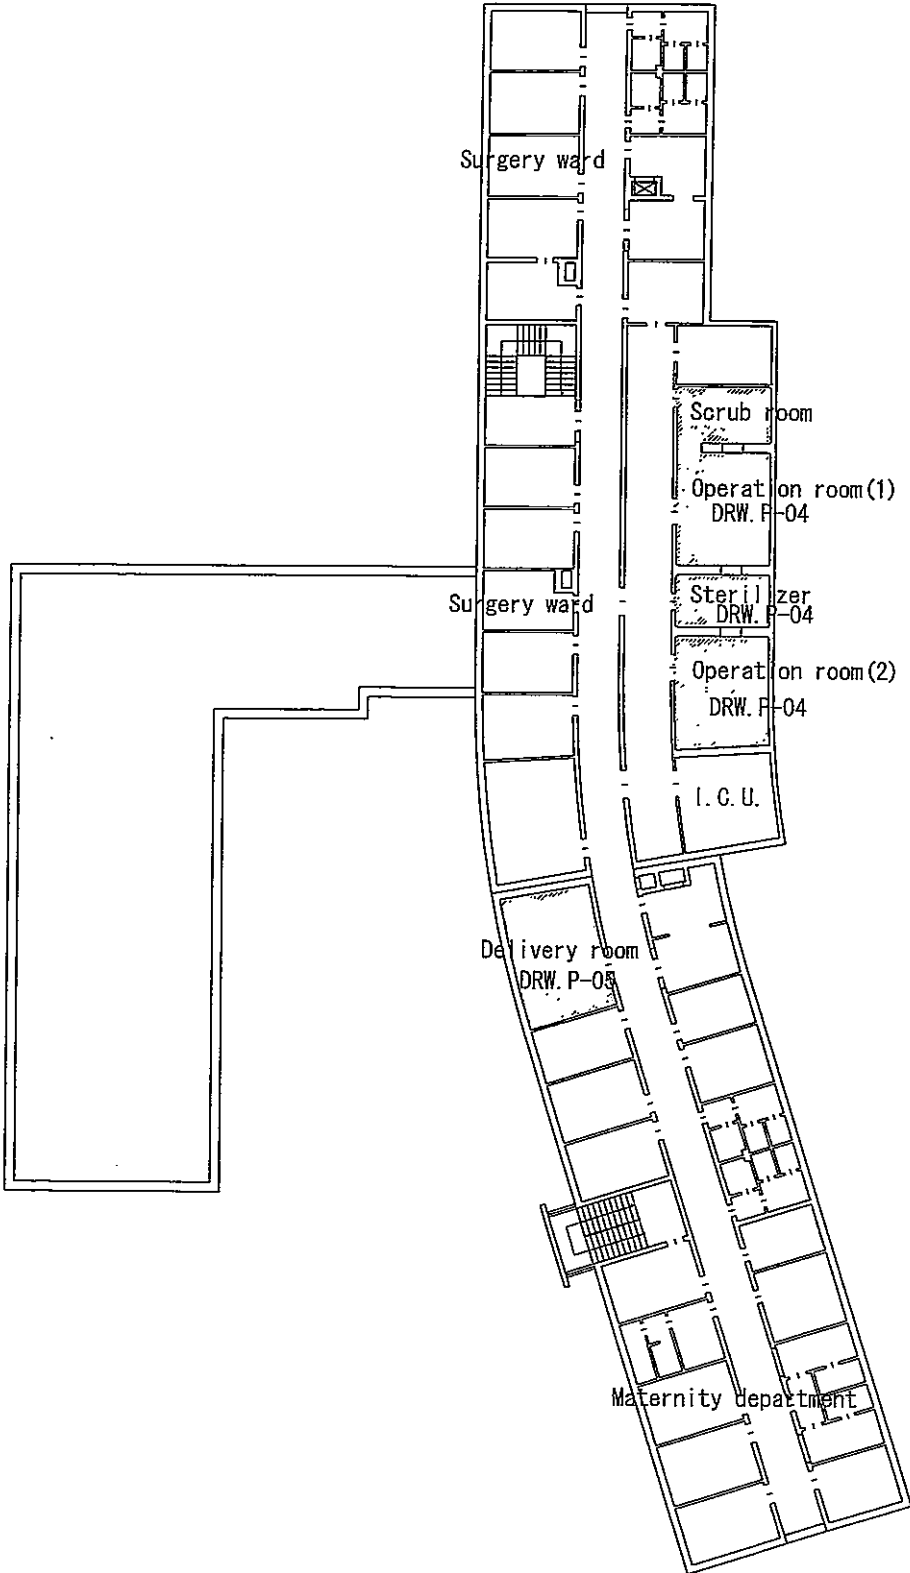 Surgery ward
Scrub room
Operation room(1)
DRW.P-04
Sterilizer
DRW.P-04
Surgery ward
Operation room(2)
DRW.P-04
I.C.U.
Delivery room
DRW.P-05
Maternity department